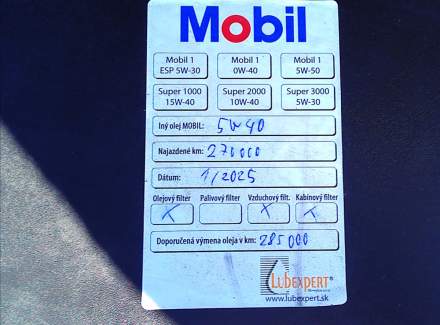 Mobil
Mobil 1 ESP 5W-30
Mobil 1 0W-40
Mobil 1 5W-50
Super 1000 15W-40
Super 2000 10W-40
Super 3000 5W-30
Iný olej MOBIL: 5W40
Najazdené km: 270000
Dátum: 1/2025
Olejový filter Palivový filter Vzduchový filt. Kabínový filter
X X X
Doporučená výmena oleja v km: 285000
LUBEXPERT®
www.lubexpert.sk